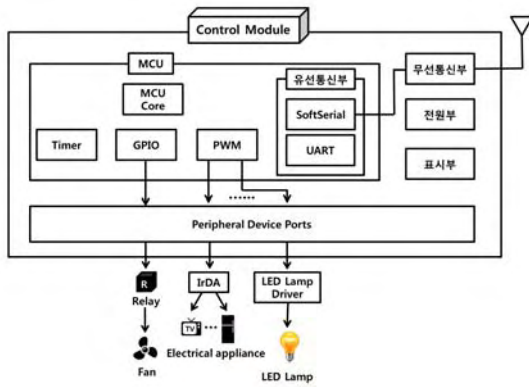 Control Module
MCU
유선통신부
무선통신부
MCU
Core
SoftSerial
전원부
Timer
GPIO
PWM
UART
표시부
......
Peripheral Device Ports
R
IrDA
LED Lamp
Driver
Relay
TV
...
Electrical appliance
Fan
LED Lamp